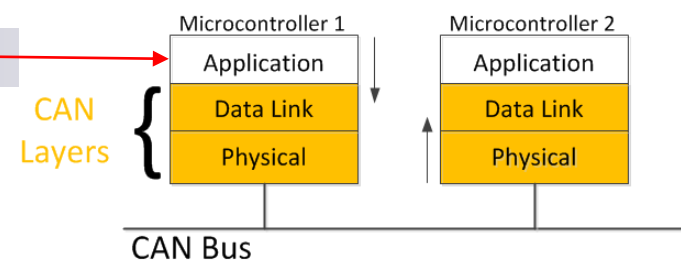 Microcontroller 1
Microcontroller 2
Application
Application
CAN
Layers
Data Link
Data Link
Physical
Physical
CAN Bus